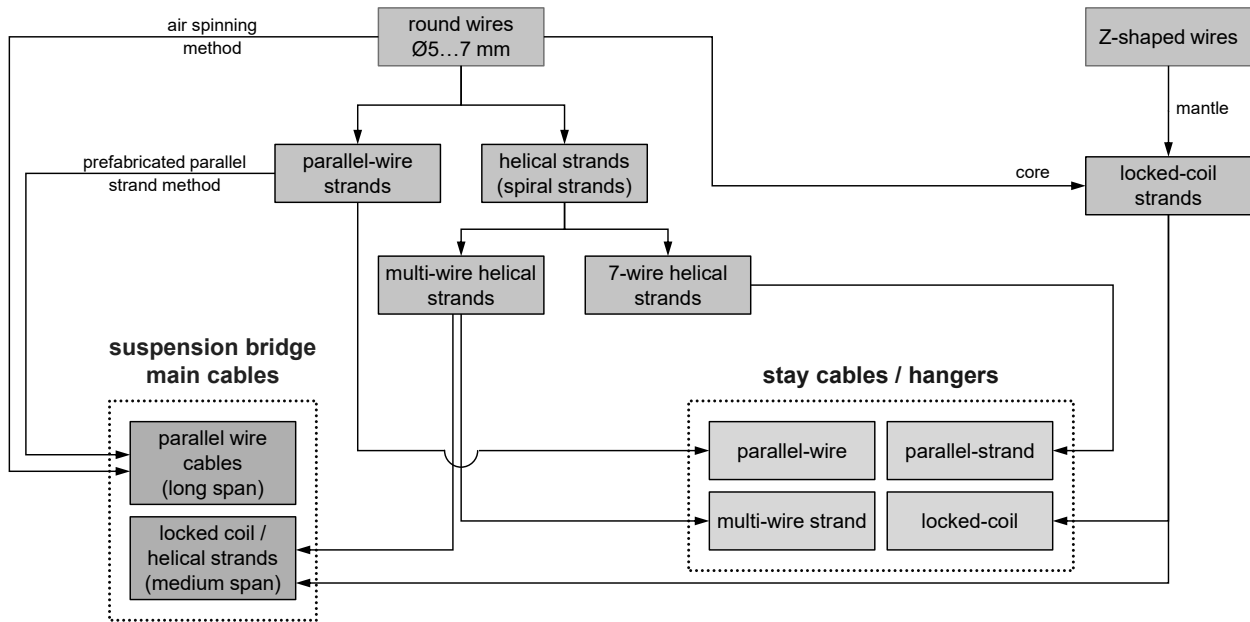 air spinning
method
round wires
Ø5…7 mm
Z-shaped wires
mantle
prefabricated parallel
strand method
parallel-wire
strands
helical strands
(spiral strands)
core
locked-coil
strands
multi-wire helical
strands
7-wire helical
strands
suspension bridge
main cables
stay cables / hangers
parallel wire
cables
(long span)
parallel-wire
parallel-strand
locked coil /
helical strands
(medium span)
multi-wire strand
locked-coil